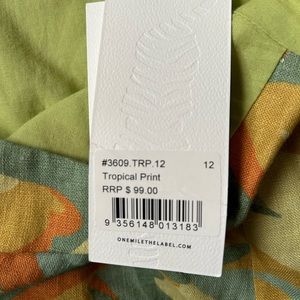 #3609.TRP.12 12
Tropical Print
RRP $ 99.00
9 356148 013183
ONEMILETHELABEL.COM